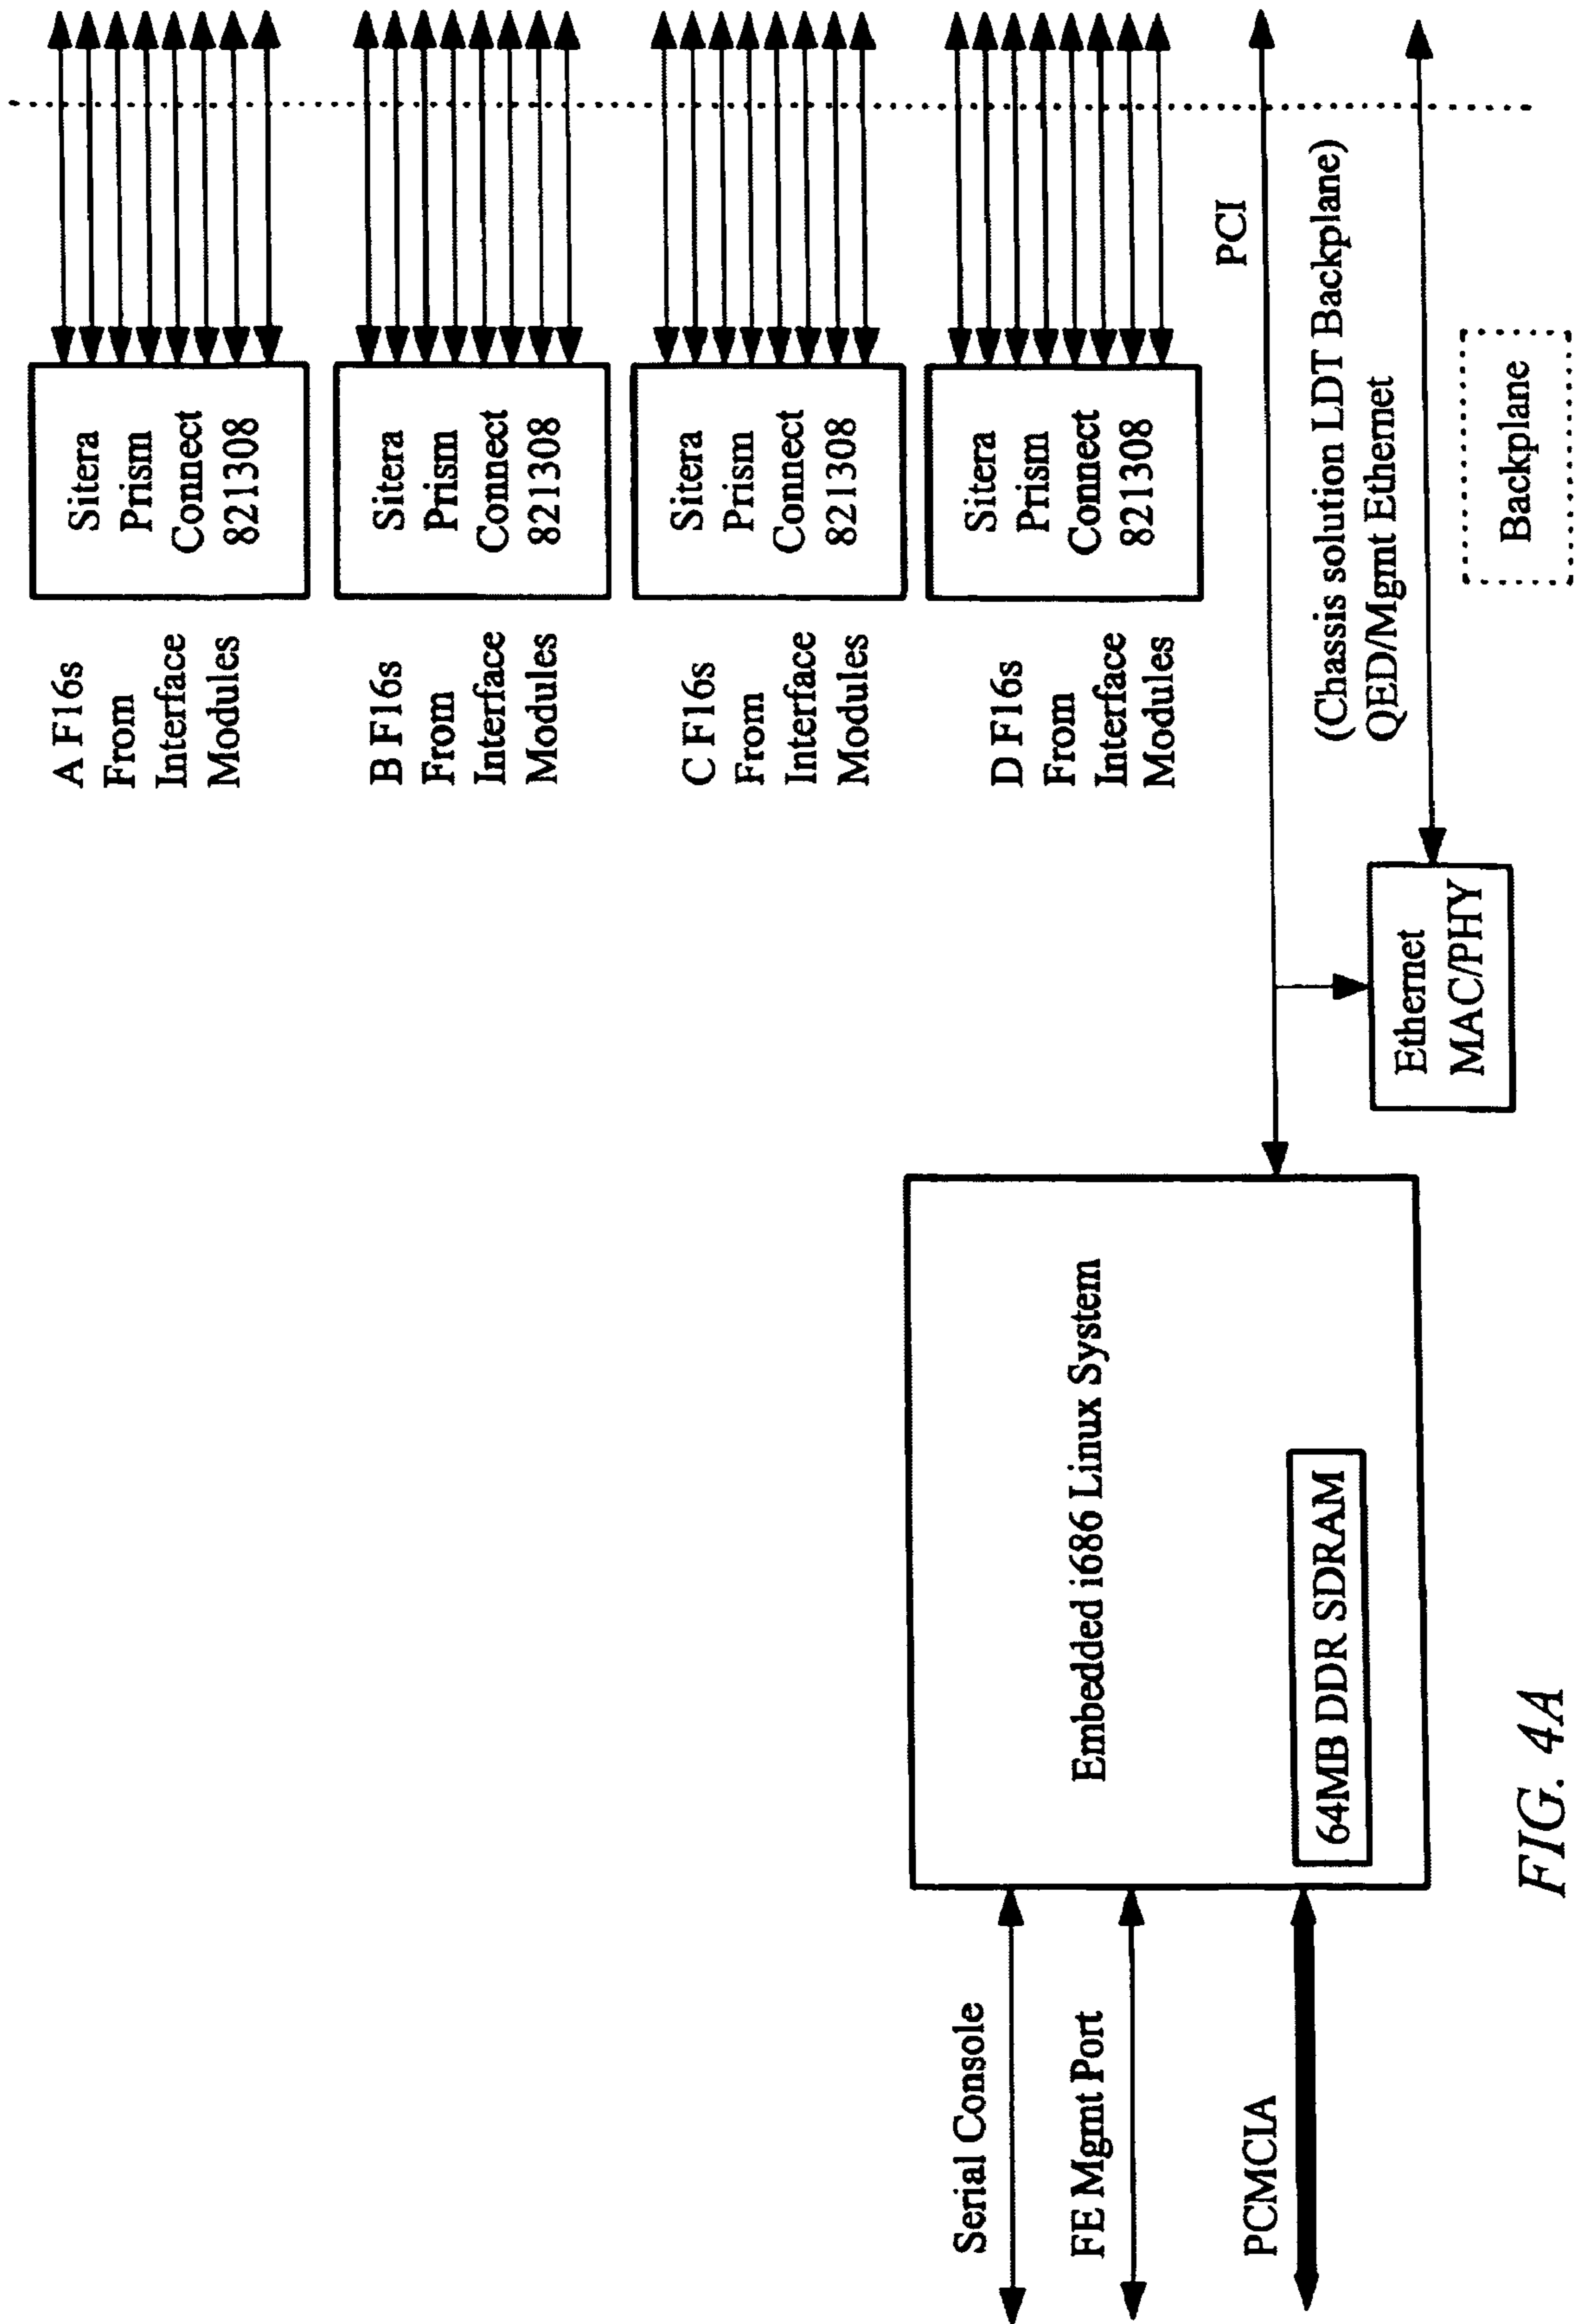 A F16s
From
Interface
Modules
Sitera
Prism
Connect
821308
B F16s
From
Interface
Modules
Sitera
Prism
Connect
821308
C F16s
From
Interface
Modules
Sitera
Prism
Connect
821308
D F16s
From
Interface
Modules
Sitera
Prism
Connect
821308
PCI
(Chassis solution LDT Backplane)
QED/Mgmt Ethernet
Ethernet
MAC/PHY
Backplane
Embedded i686 Linux System
64MB DDR SDRAM
Serial Console
FE Mgmt Port
PCMCIA
FIG. 4A